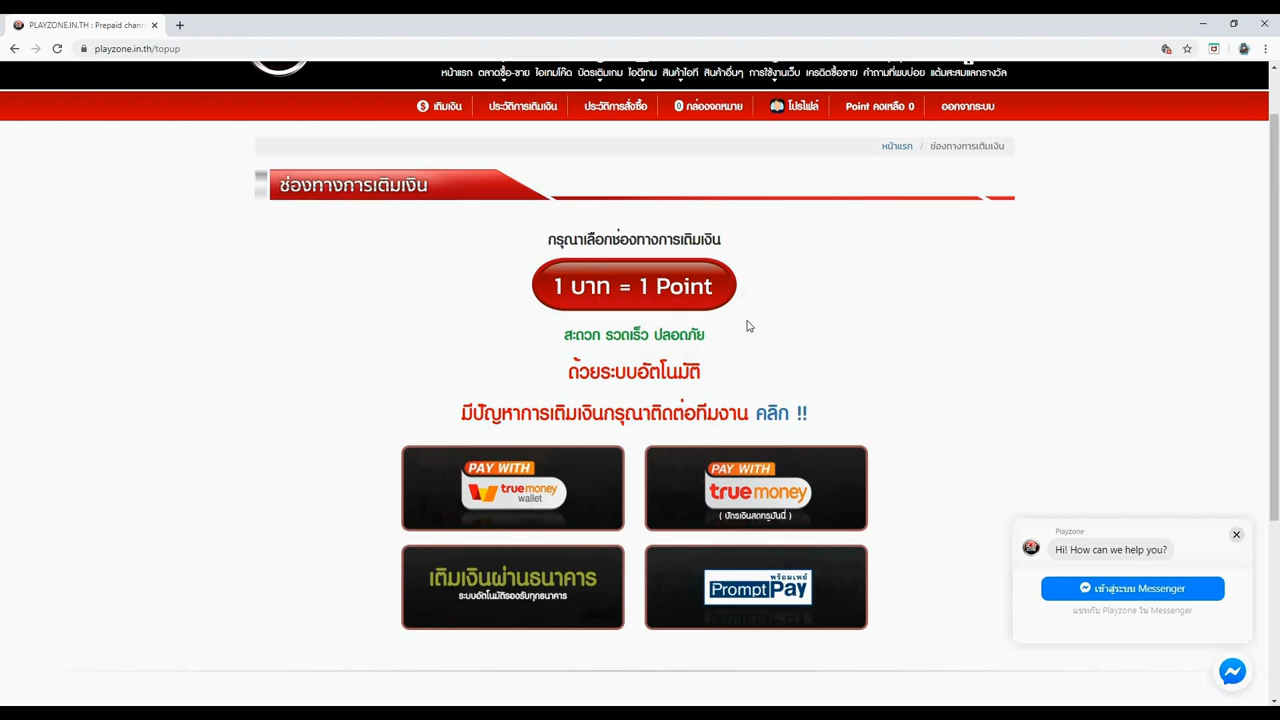 PLAYZONE.IN.TH : Prepaid chann
playzone.in.th/topup
หน้าแรก ตลาดซื้อ-ขาย ไอเทมโค๊ด บัตรเติมเกม ไอดีเกม สินค้าไอที สินค้าอื่นๆ การใช้งานเว็บ เครดิตซื้อขาย คำถามที่พบบ่อย แต้มสะสมแลกรางวัล
เติมเงิน ประวัติการเติมเงิน ประวัติการสั่งซื้อ 0 กล่องจดหมาย โปรไฟล์ Point คงเหลือ 0 ออกจากระบบ
หน้าแรก / ช่องทางการเติมเงิน
ช่องทางการเติมเงิน
กรุณาเลือกช่องทางการเติมเงิน
1 บาท = 1 Point
สะดวก รวดเร็ว ปลอดภัย
ด้วยระบบอัตโนมัติ
มีปัญหาการเติมเงินกรุณาติดต่อทีมงาน คลิก !!
PAY WITH
truemoney
wallet
PAY WITH
truemoney
( บัตรเงินสดทรูมันนี่ )
เติมเงินผ่านธนาคาร
ระบบอัตโนมัติรองรับทุกธนาคาร
พร้อมเพย์
PromptPay
Playzone
Hi! How can we help you?
เข้าสู่ระบบ Messenger
แชทกับ Playzone ใน Messenger